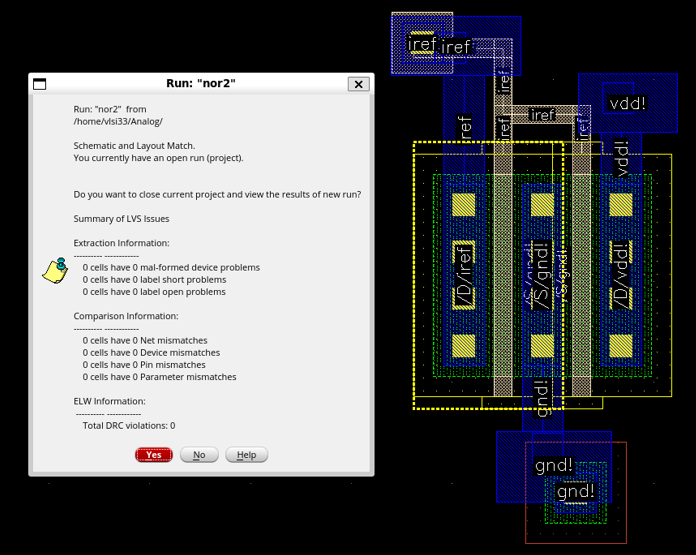 Run: "nor2"
Run: "nor2" from
/home/vlsi33/Analog/
Schematic and Layout Match.
You currently have an open run (project).
Do you want to close current project and view the results of new run?
Summary of LVS Issues
Extraction Information:
---------- ------------
0 cells have 0 mal-formed device problems
0 cells have 0 label short problems
0 cells have 0 label open problems
Comparison Information:
---------- ------------
0 cells have 0 Net mismatches
0 cells have 0 Device mismatches
0 cells have 0 Pin mismatches
0 cells have 0 Parameter mismatches
ELW Information:
---------- ------------
Total DRC violations: 0
Yes No Help
iref iref
iref
iref
iref
iref
iref
vdd!
vdd!
/D/iref
/S/gnd!
/S/gnd!
/D/vdd!
gnd!
gnd!
gnd!